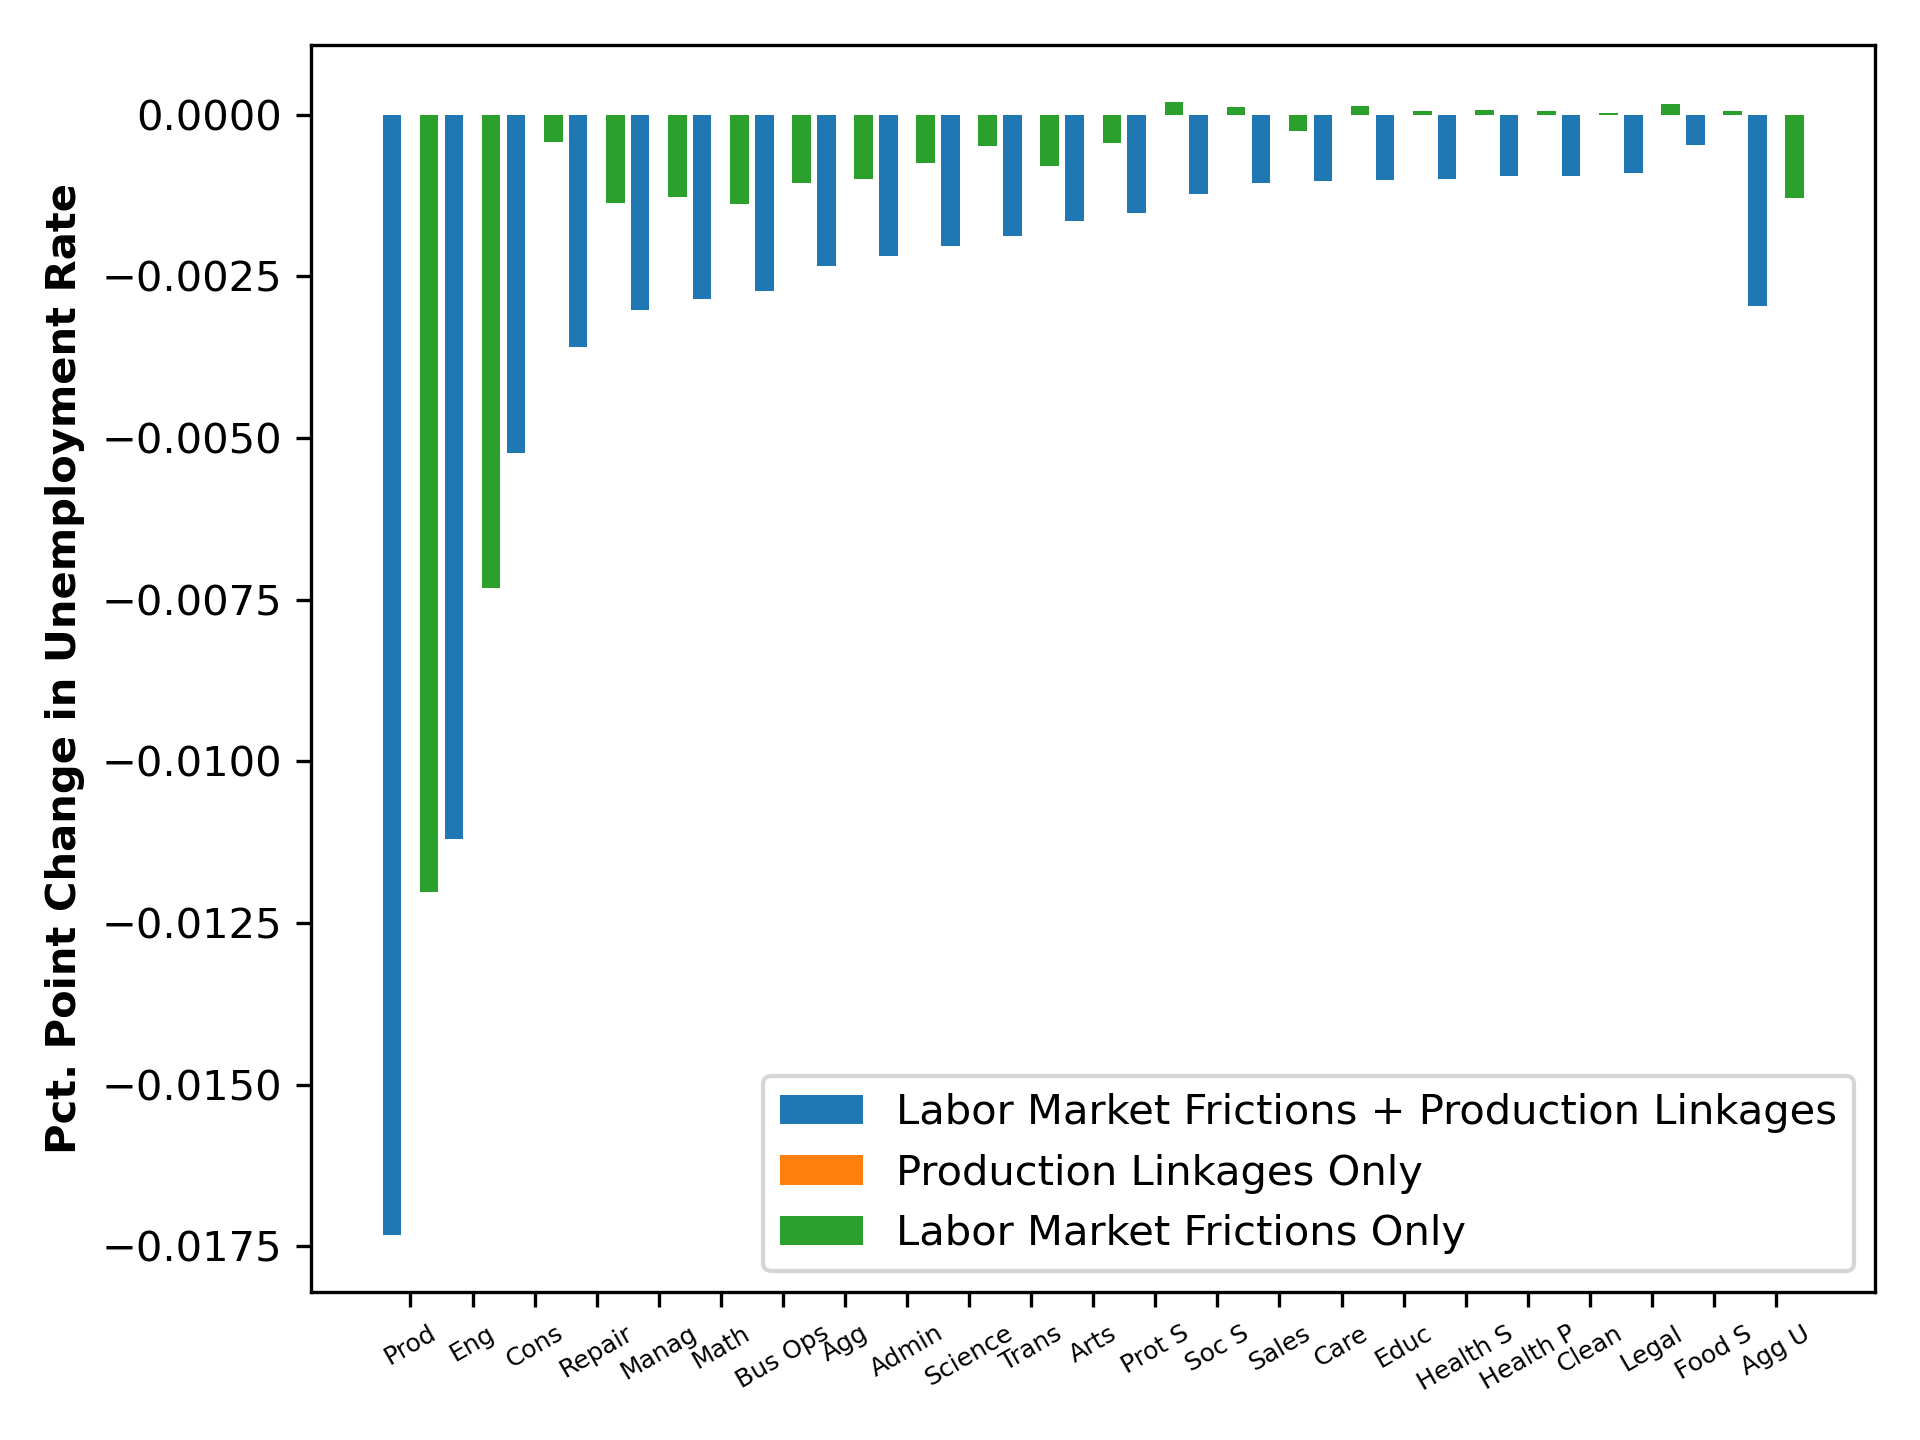 Pct. Point Change in Unemployment Rate
0.0000
−0.0025
−0.0050
−0.0075
−0.0100
−0.0125
−0.0150
−0.0175
Labor Market Frictions + Production Linkages
Production Linkages Only
Labor Market Frictions Only
Prod
Eng
Cons
Repair
Manag
Math
Bus Ops
Agg
Admin
Science
Trans
Arts
Prot S
Soc S
Sales
Care
Educ
Health S
Health P
Clean
Legal
Food S
Agg U